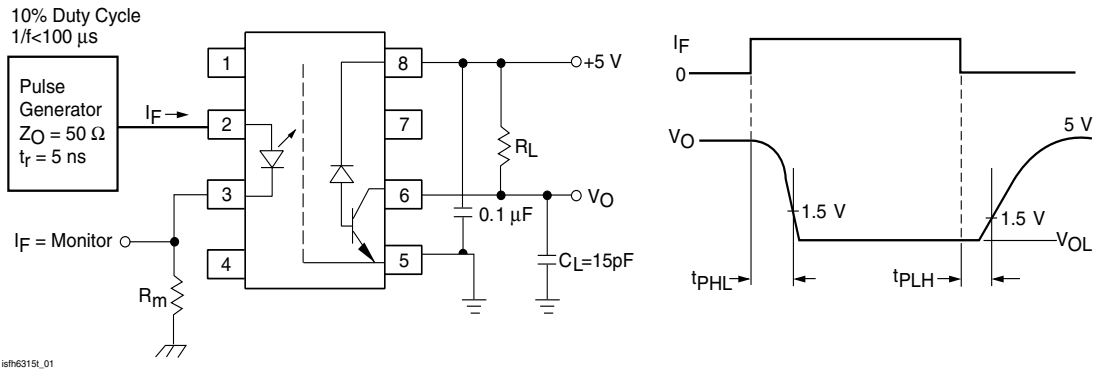 10% Duty Cycle
1/f<100 μs
Pulse
Generator
ZO = 50 Ω
tr = 5 ns
IF
1
2
3
4
8
7
6
5
+5 V
RL
VO
0.1 μF
CL=15pF
IF = Monitor
Rm
isfh6315t_01
IF
0
VO
5 V
1.5 V
1.5 V
VOL
tPHL
tPLH